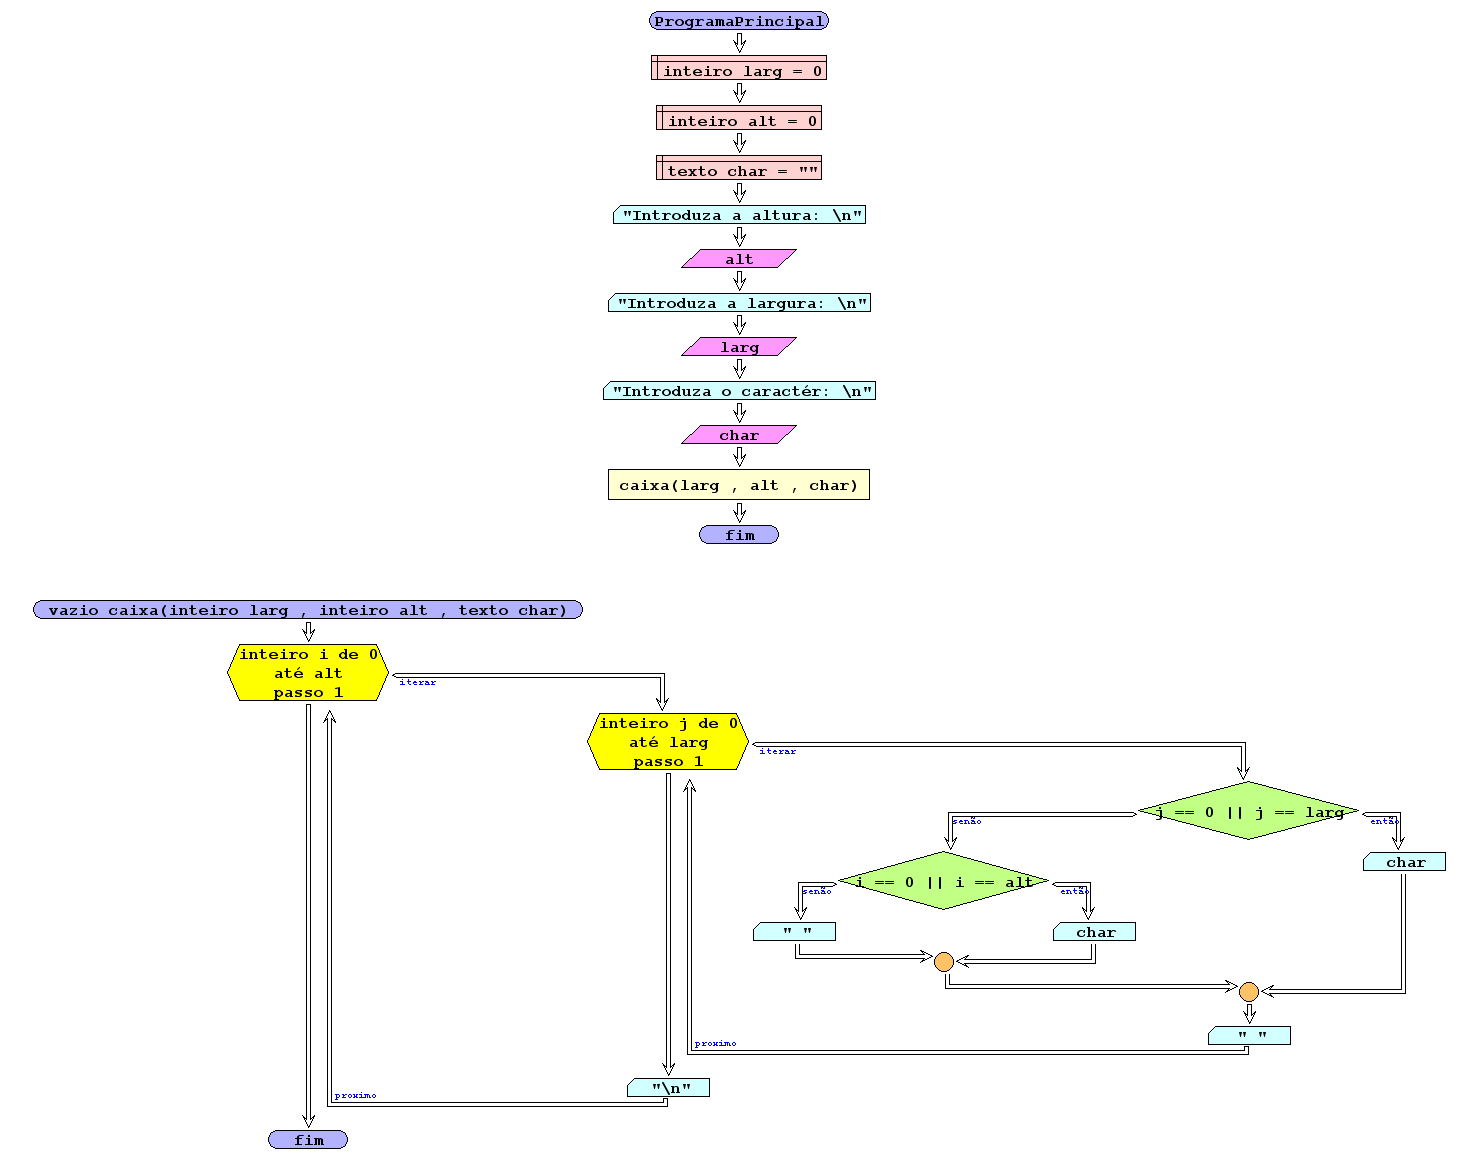 ProgramaPrincipal
inteiro larg = 0
inteiro alt = 0
texto char = ""
"Introduza a altura: \n"
alt
"Introduza a largura: \n"
larg
"Introduza o caractér: \n"
char
caixa(larg , alt , char)
fim
vazio caixa(inteiro larg , inteiro alt , texto char)
inteiro i de 0
até alt
passo 1
iterar
inteiro j de 0
até larg
passo 1
iterar
j == 0 || j == larg
senão
então
char
i == 0 || i == alt
senão
então
" "
char
" "
proximo
"\n"
proximo
fim